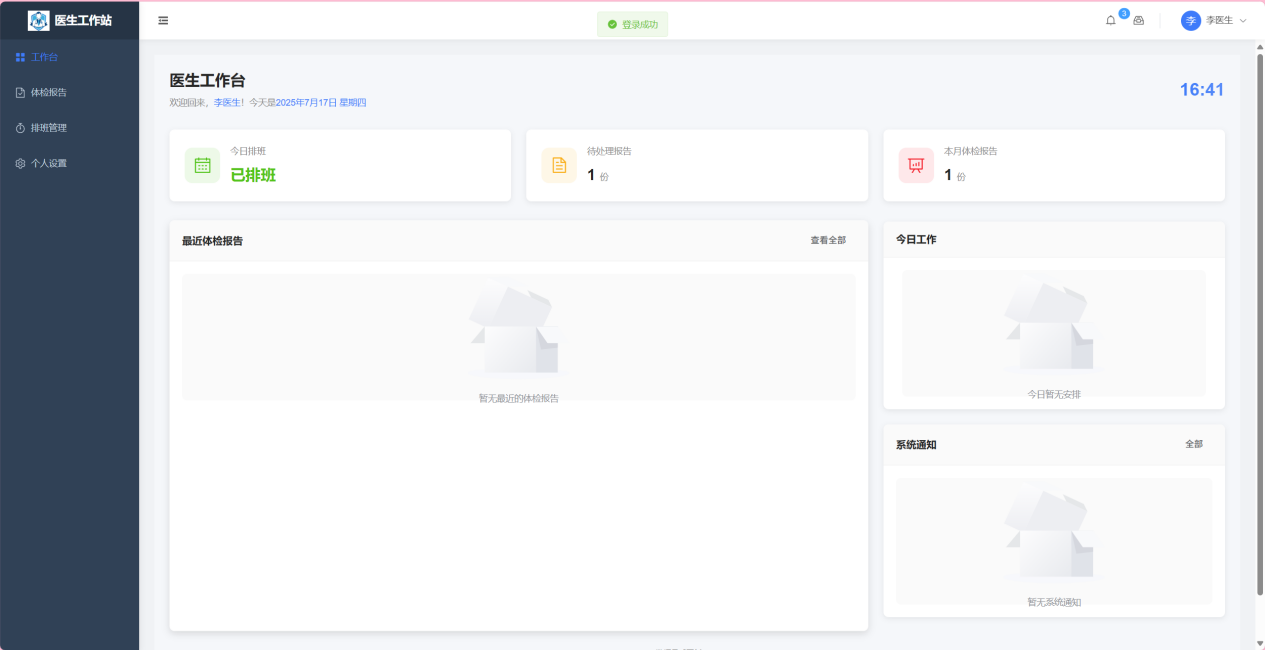 医生工作站
登录成功
3
李
李医生
工作台
体检报告
排班管理
个人设置
医生工作台
欢迎回来，李医生！今天是2025年7月17日 星期四
16:41
今日排班
已排班
待处理报告
1 份
本月体检报告
1 份
最近体检报告
查看全部
暂无最近的体检报告
今日工作
今日暂无安排
系统通知
全部
暂无系统通知